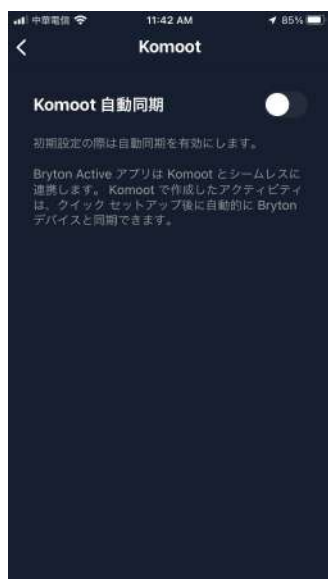 中華電信 11:42 AM 85%
Komoot
Komoot 自動同期
初期設定の際は自動同期を有効にします。
Bryton Active アプリは Komoot とシームレスに
連携します。 Komoot で作成したアクティビティ
は、クイック セットアップ後に自動的に Bryton
デバイスと同期できます。